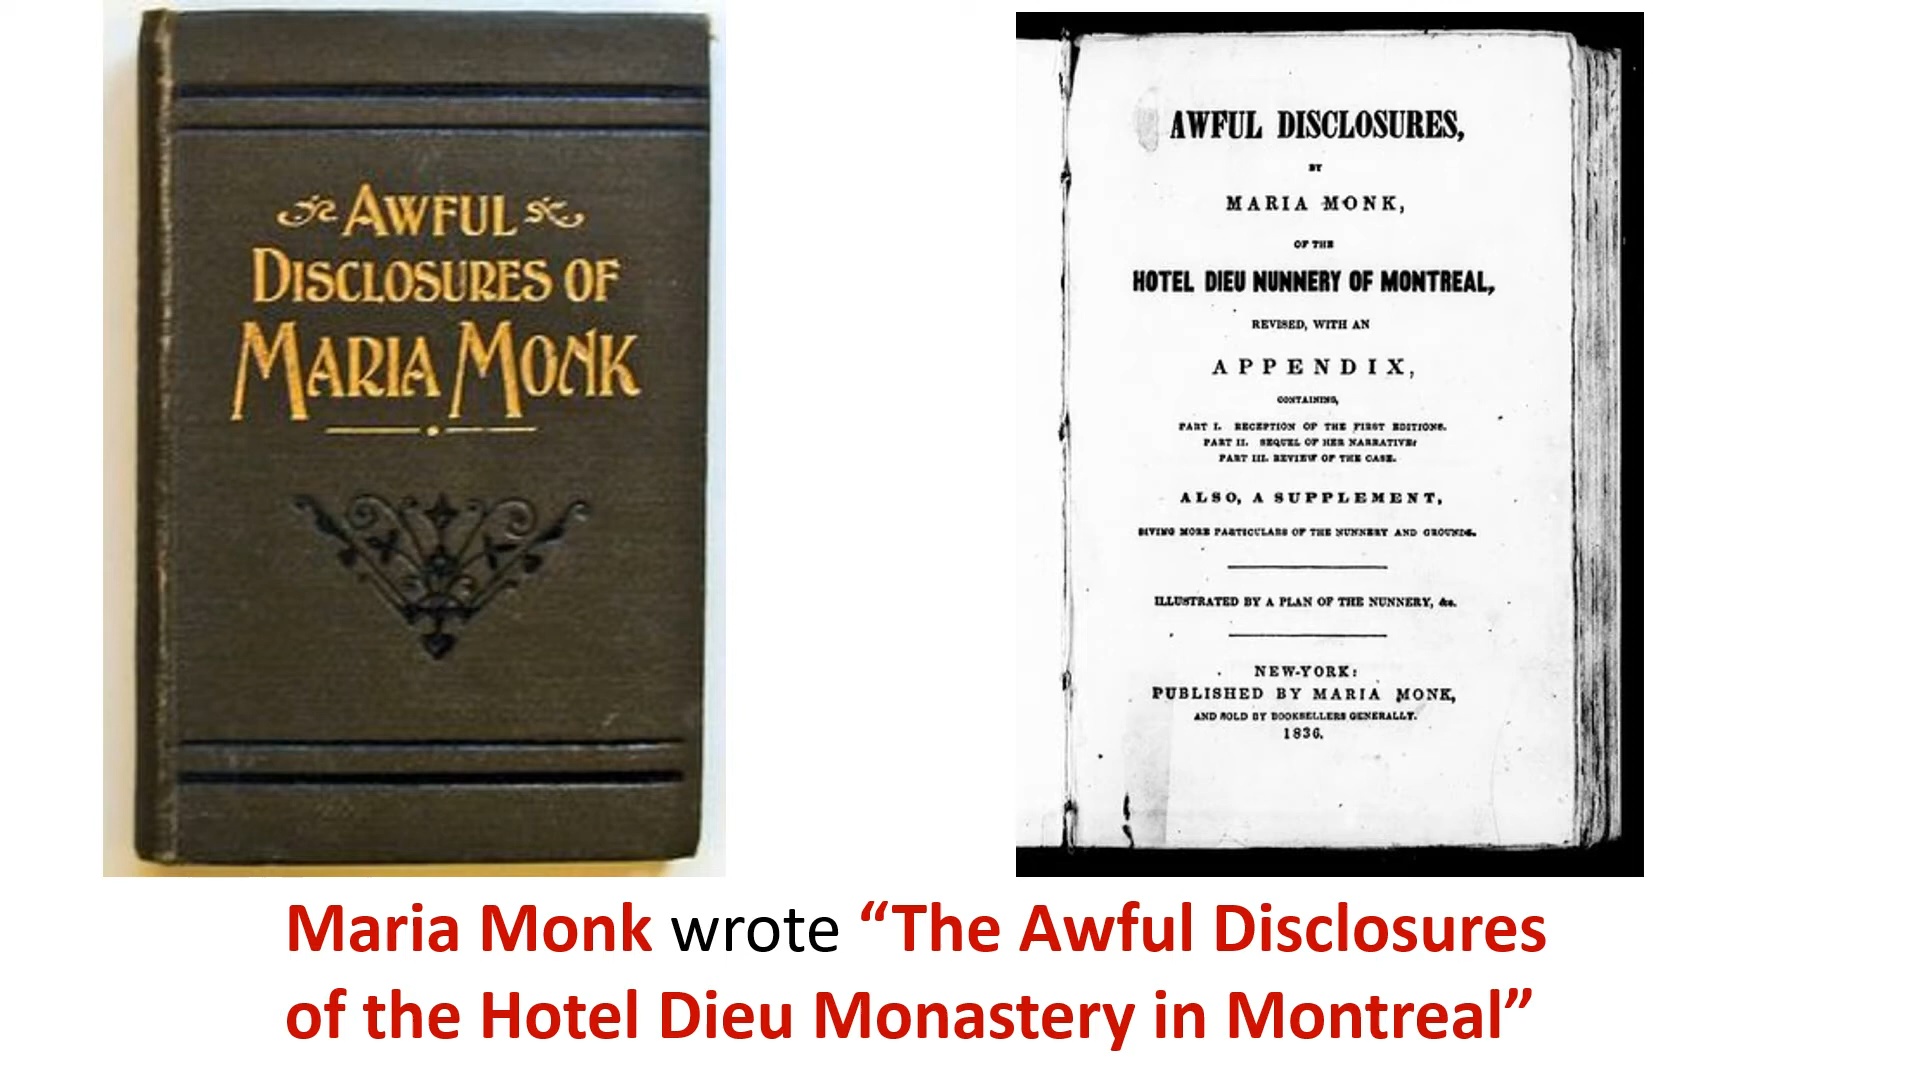 AWFUL
DISCLOSURES OF
MARIA MONK
AWFUL DISCLOSURES,
BY
MARIA MONK,
OF THE
HOTEL DIEU NUNNERY OF MONTREAL,
REVISED, WITH AN
APPENDIX,
CONTAINING,
PART I. RECEPTION OF THE FIRST EDITIONS.
PART II. SEQUEL OF HER NARRATIVE:
PART III. REVIEW OF THE CASE.
ALSO, A SUPPLEMENT,
GIVING MORE PARTICULARS OF THE NUNNERY AND GROUNDS.
ILLUSTRATED BY A PLAN OF THE NUNNERY, &c.
NEW-YORK:
PUBLISHED BY MARIA MONK,
AND SOLD BY BOOKSELLERS GENERALLY.
1836.
Maria Monk wrote “The Awful Disclosures
of the Hotel Dieu Monastery in Montreal”